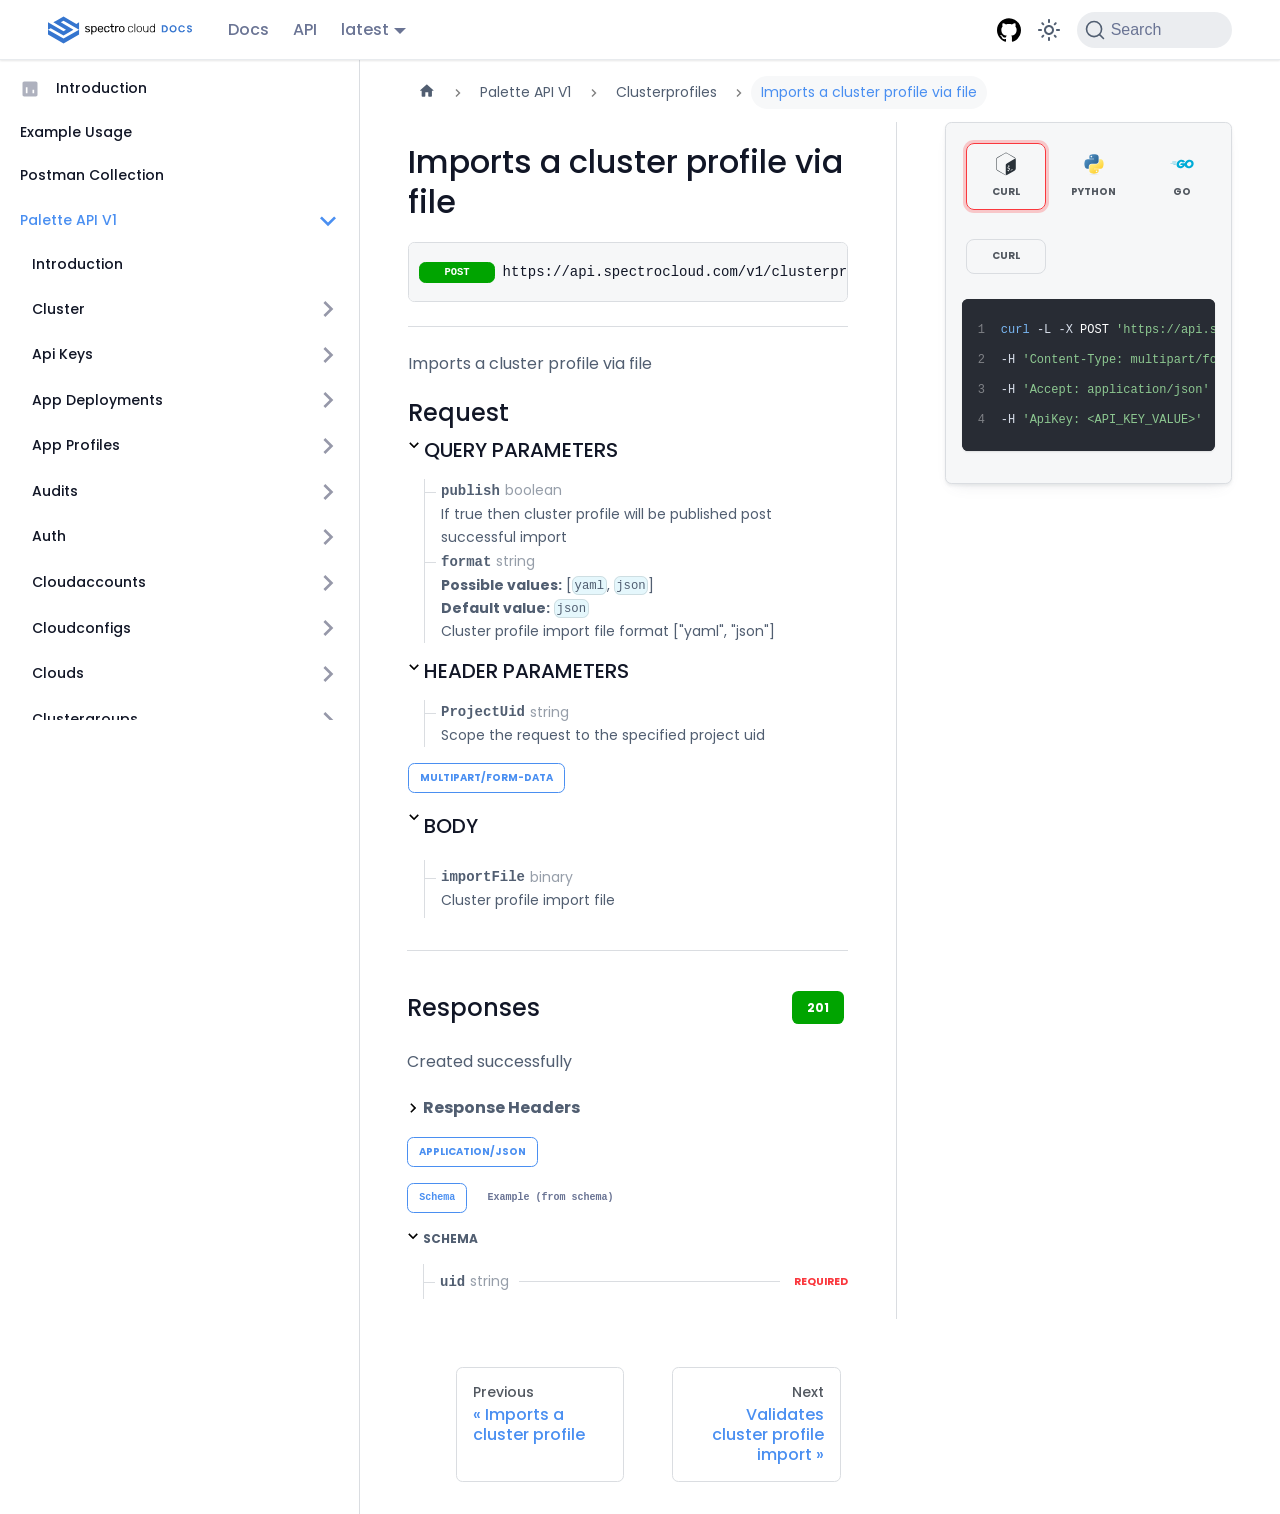 spectro cloud DOCS
Docs
API
latest
Search
Introduction
Example Usage
Postman Collection
Palette API V1
Introduction
Cluster
Api Keys
App Deployments
App Profiles
Audits
Auth
Cloudaccounts
Cloudconfigs
Clouds
Clustergroups
Palette API V1
Clusterprofiles
Imports a cluster profile via file
Imports a cluster profile via
file
POST https://api.spectrocloud.com/v1/clusterpr
Imports a cluster profile via file
Request
QUERY PARAMETERS
publish boolean
If true then cluster profile will be published post
successful import
format string
Possible values: [yaml, json]
Default value: json
Cluster profile import file format ["yaml", "json"]
HEADER PARAMETERS
ProjectUid string
Scope the request to the specified project uid
MULTIPART/FORM-DATA
BODY
importFile binary
Cluster profile import file
Responses
201
Created successfully
Response Headers
APPLICATION/JSON
Schema
Example (from schema)
SCHEMA
uid string REQUIRED
Previous
« Imports a
cluster profile
Next
Validates
cluster profile
import »
CURL
PYTHON
GO
GO
CURL
1 curl -L -X POST 'https://api.s
2 -H 'Content-Type: multipart/fo
3 -H 'Accept: application/json'
4 -H 'ApiKey: <API_KEY_VALUE>'